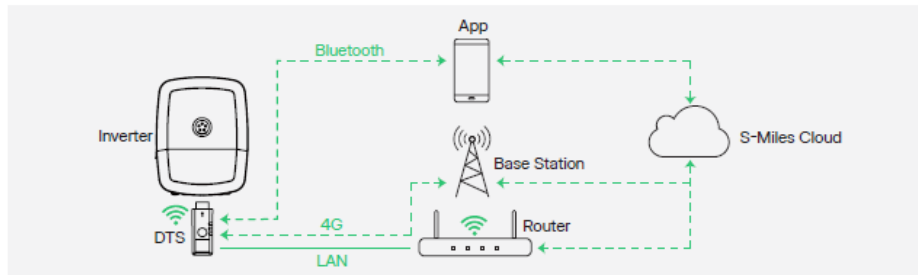 App
Bluetooth
Inverter
S-Miles Cloud
Base Station
4G
Router
DTS
LAN